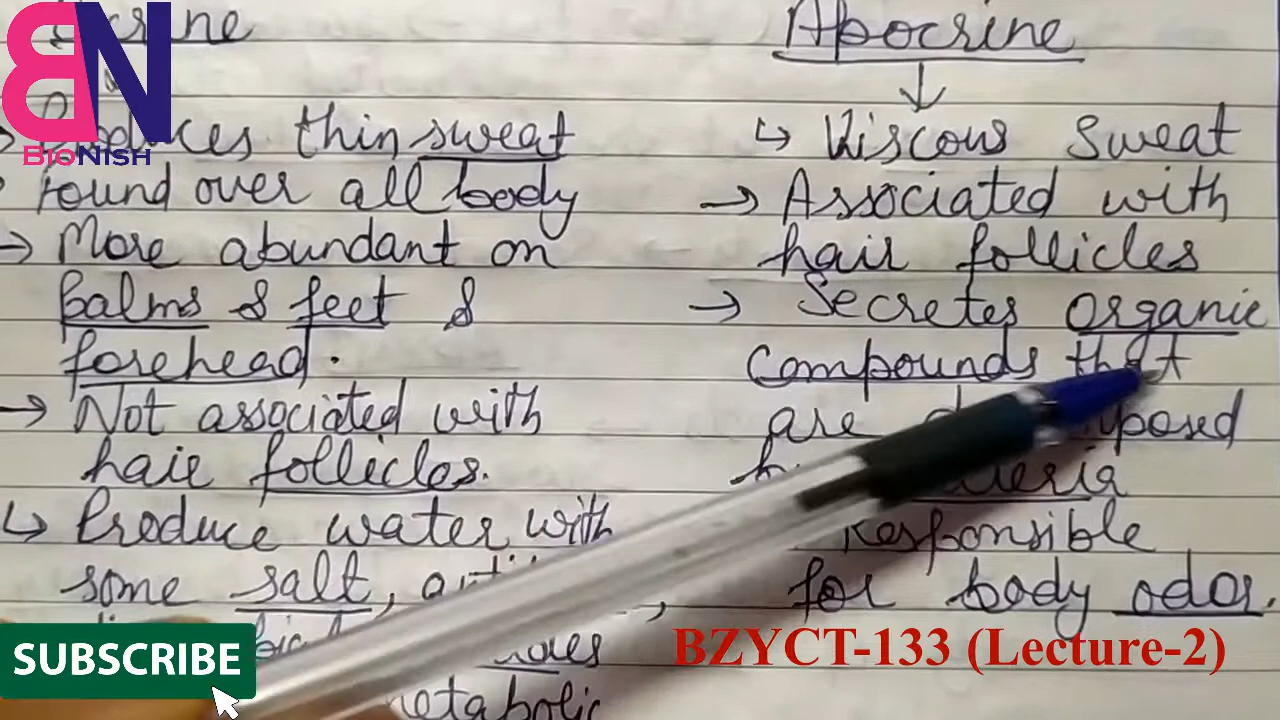 Apocrine
Produces thin sweat
found over all body
→ More abundant on
Palms & feet &
forehead.
→ Not associated with
hair follicles.
↳ Produce water with
some salt,
metabolic
↳ Viscous Sweat
→ Associated with
hair follicles
→ Secretes organic
Compounds that
are
Responsible
for body odor.
BN
BIONISH
SUBSCRIBE
BZYCT-133 (Lecture-2)